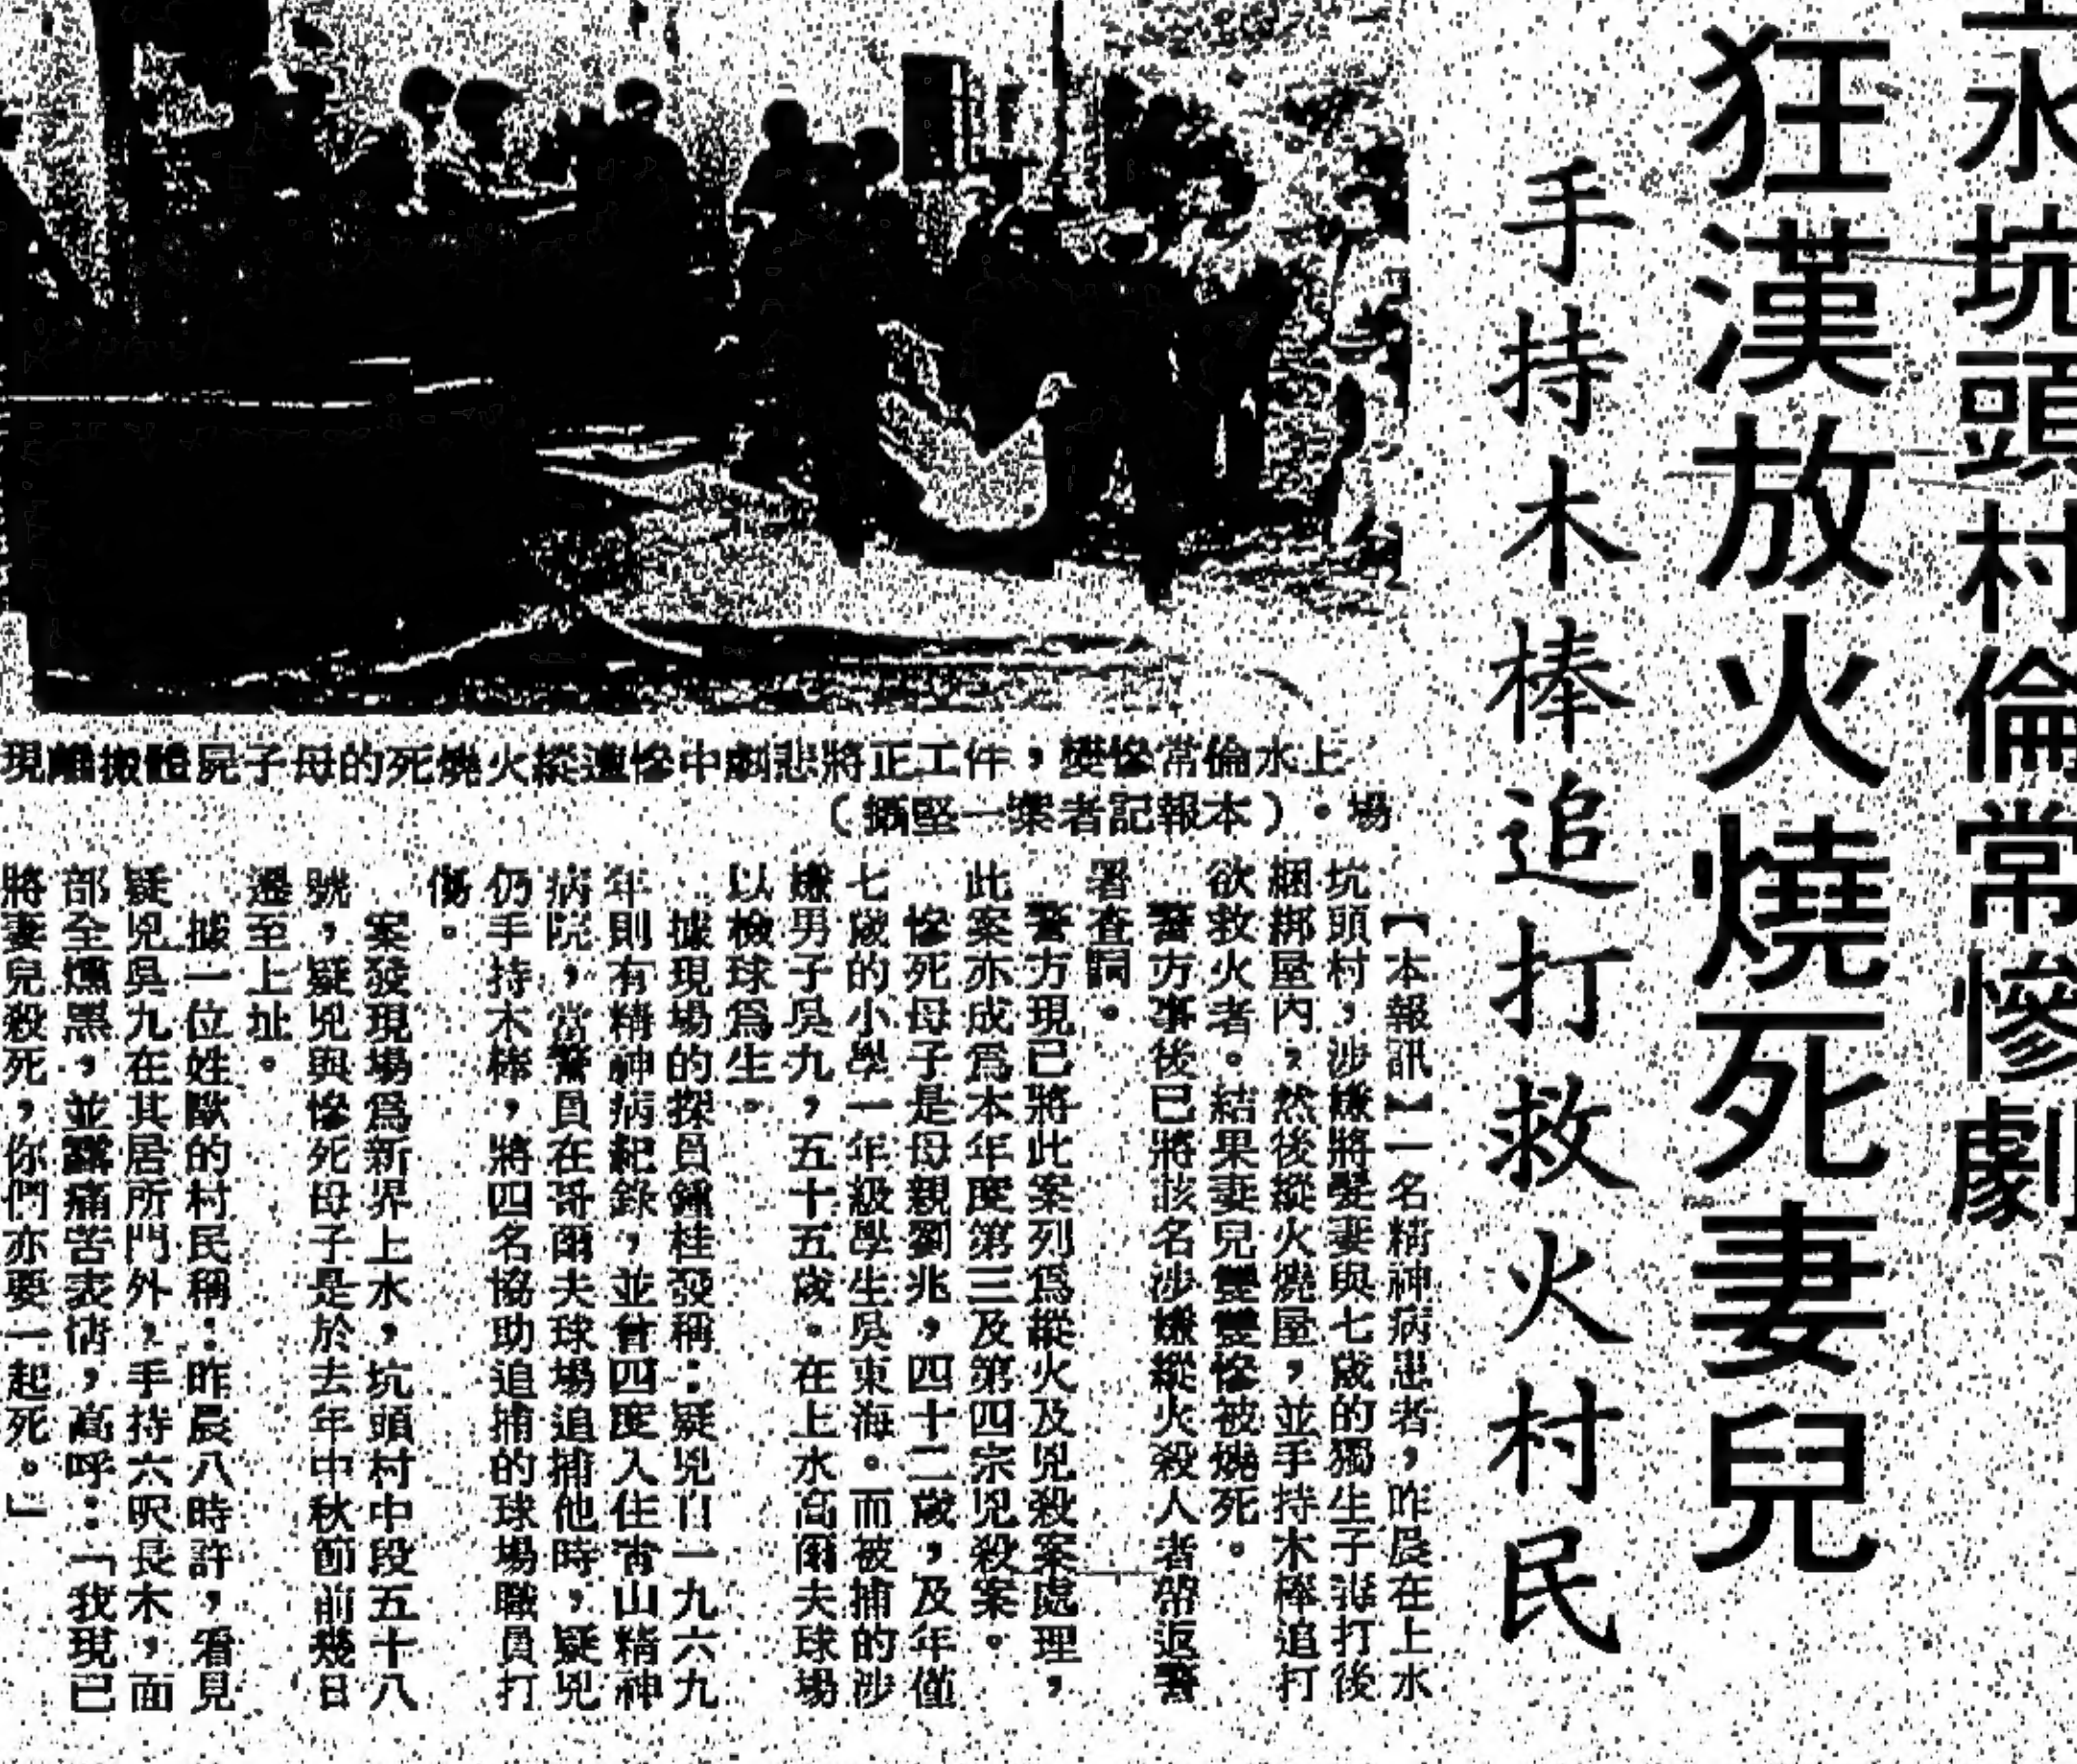 上水坑頭村倫常慘劇
狂漢放火燒死妻兒
手持木棒追打救火村民
上水倫常慘變，件工正將悲劇中慘遭縱火燒死的母子屍體搬離現
場。（本報記者梁一堅攝）
【本報訊】一名精神病患者，昨晨在上水
坑頭村，涉嫌將髮妻與七歲的獨生子毆打後
綑綁屋內，然後縱火燒屋，並手持木棒追打
欲救火者。結果妻兒雙雙慘被燒死。
警方事後已將該名涉嫌縱火殺人者帶返警
署查詢。
警方現已將此案列爲縱火及兇殺案處理，
此案亦成爲本年度第三及第四宗兇殺案。
慘死母子是母親劉兆，四十二歲，及年僅
七歲的小學一年級學生吳東海。而被捕的涉
嫌男子吳九，五十五歲。在上水高爾夫球場
以檢球爲生。
據現場的探員鍾桂發稱：疑兇自一九六九
年則有精神病紀錄，並曾四度入住青山精神
病院，當警員在哥爾夫球場追捕他時，疑兇
仍手持木棒，將四名協助追捕的球場職員打
傷。
案發現場爲新界上水，坑頭村中段五十八
號，疑兇與慘死母子是於去年中秋節前幾日
遷至上址。
據一位姓歐的村民稱：昨晨八時許，看見
疑兇吳九在其居所門外，手持六呎長木，面
部全燻黑，並露痛苦表情，高呼：「我現已
將妻兒殺死，你們亦要一起死。」